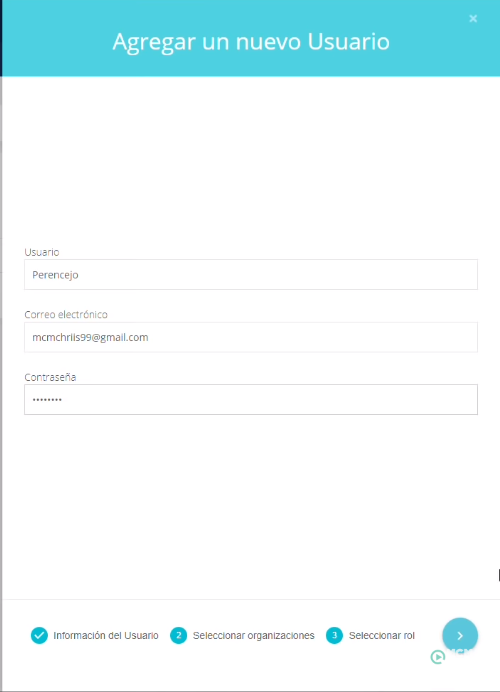 ×
Agregar un nuevo Usuario
Usuario
Perencejo
Correo electrónico
mcmchriis99@gmail.com
Contraseña
••••••••
Información del Usuario 2 Seleccionar organizaciones 3 Seleccionar rol